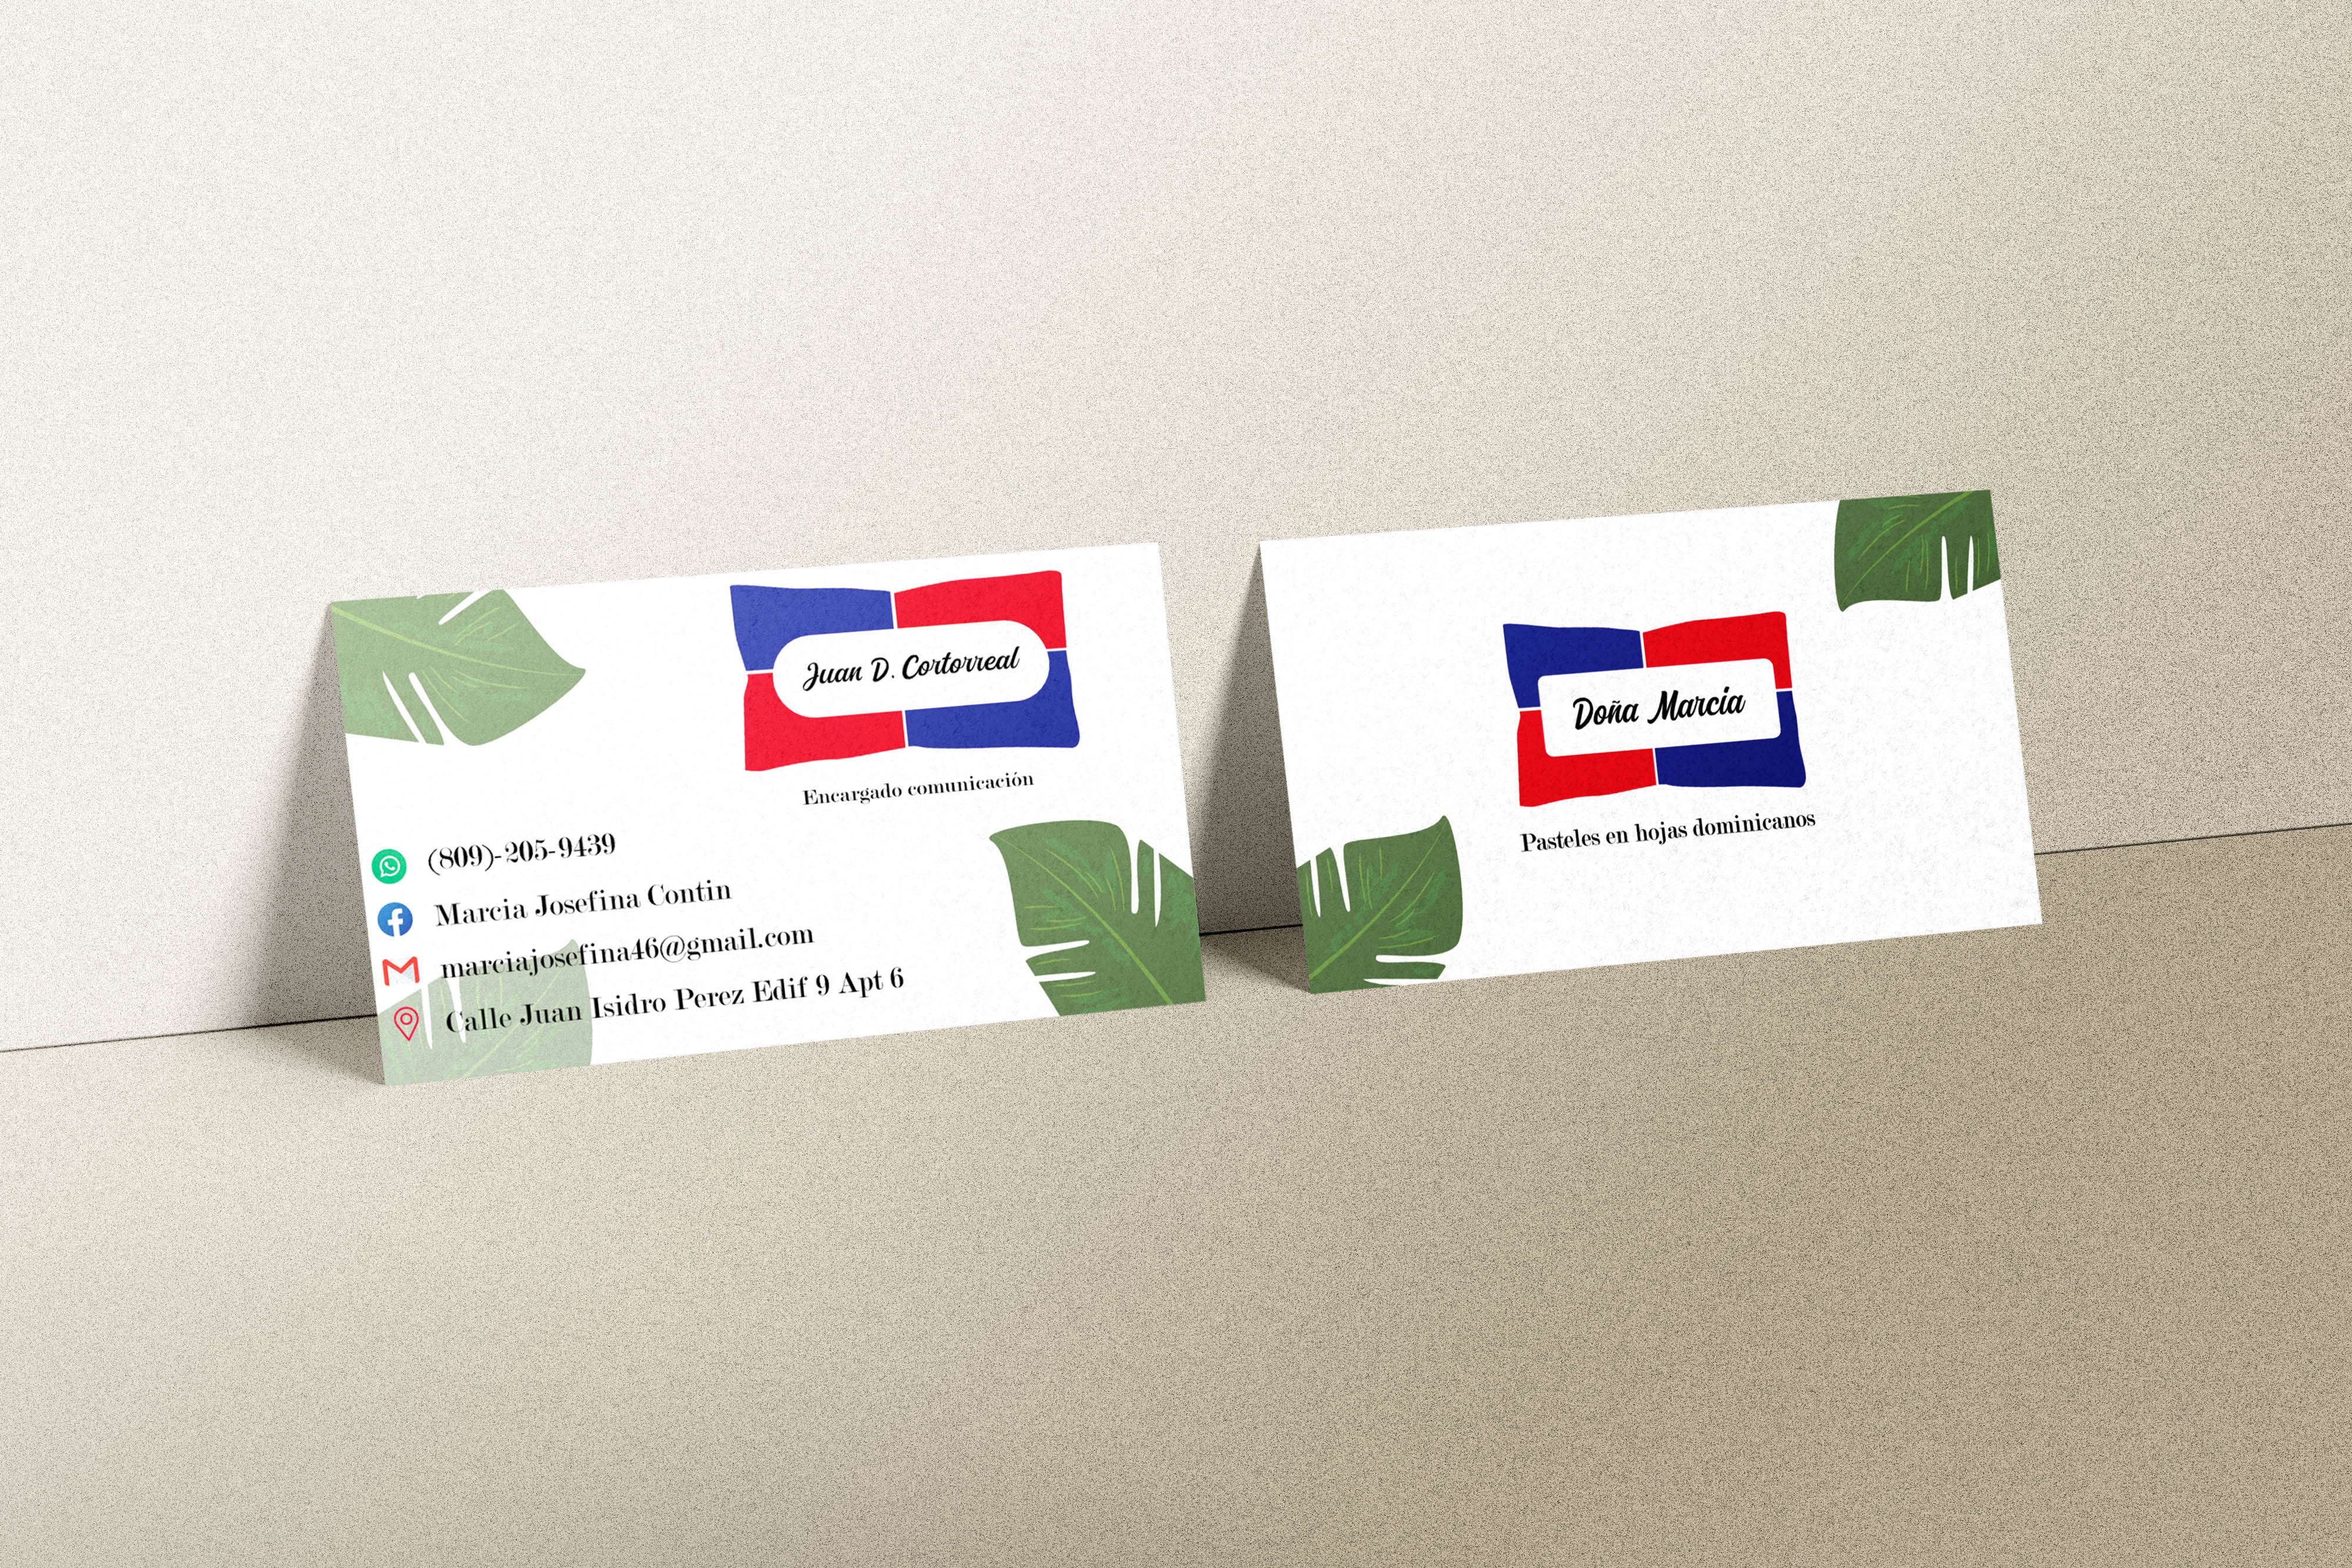 Juan D. Cortorreal
Encargado comunicación
(809)-205-9439
Marcia Josefina Contin
marciajosefina46@gmail.com
Calle Juan Isidro Perez Edif 9 Apt 6
Doña Marcia
Pasteles en hojas dominicanos